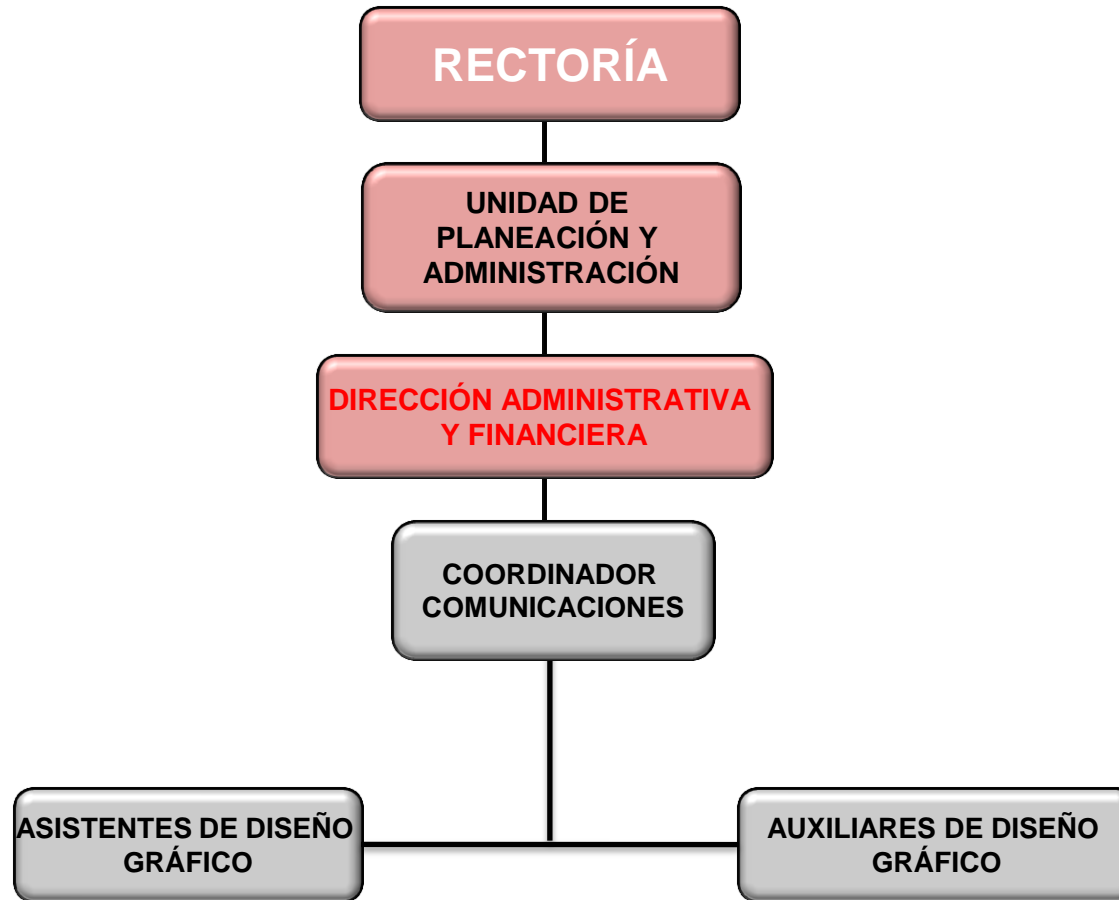 RECTORÍA
UNIDAD DE
PLANEACIÓN Y
ADMINISTRACIÓN
DIRECCIÓN ADMINISTRATIVA
Y FINANCIERA
COORDINADOR
COMUNICACIONES
ASISTENTES DE DISEÑO
GRÁFICO
AUXILIARES DE DISEÑO
GRÁFICO